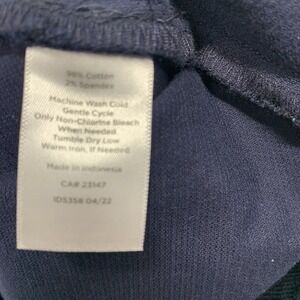 98% Cotton
2% Spandex
Machine Wash Cold
Gentle Cycle
Only Non-Chlorine Bleach
When Needed
Tumble Dry Low
Warm Iron, If Needed
Made in Indonesia
CA# 23147
IDS358 04/22